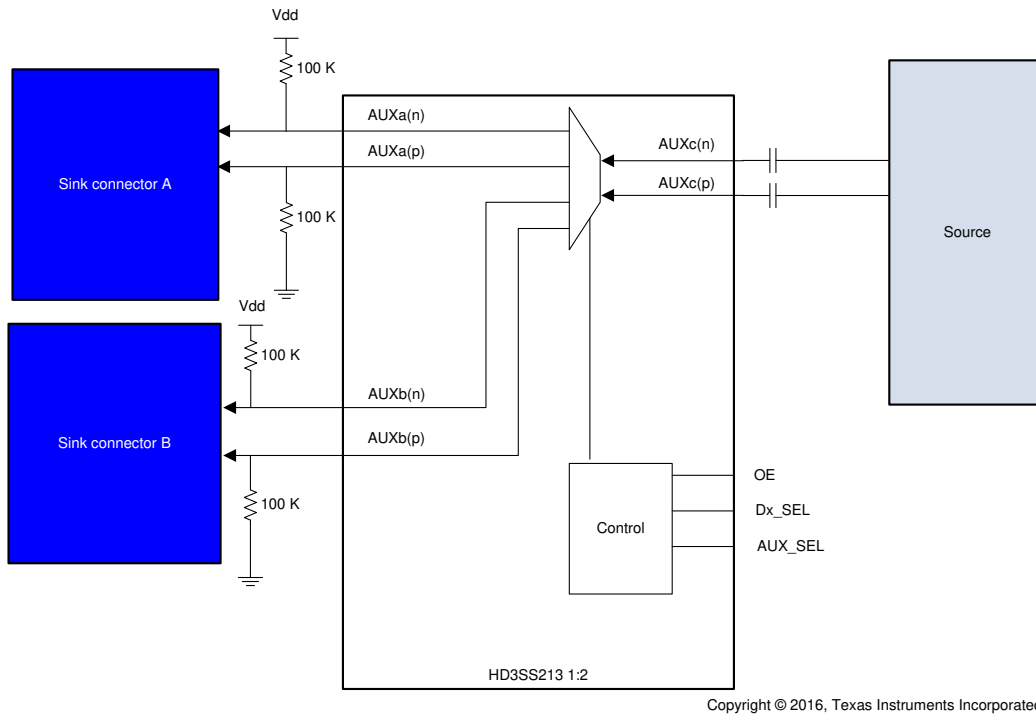 Vdd
100 K
AUXa(n)
AUXa(p)
AUXc(n)
AUXc(p)
Sink connector A
100 K
Source
Vdd
100 K
AUXb(n)
AUXb(p)
Sink connector B
100 K
OE
Dx_SEL
AUX_SEL
Control
HD3SS213 1:2
Copyright © 2016, Texas Instruments Incorporated